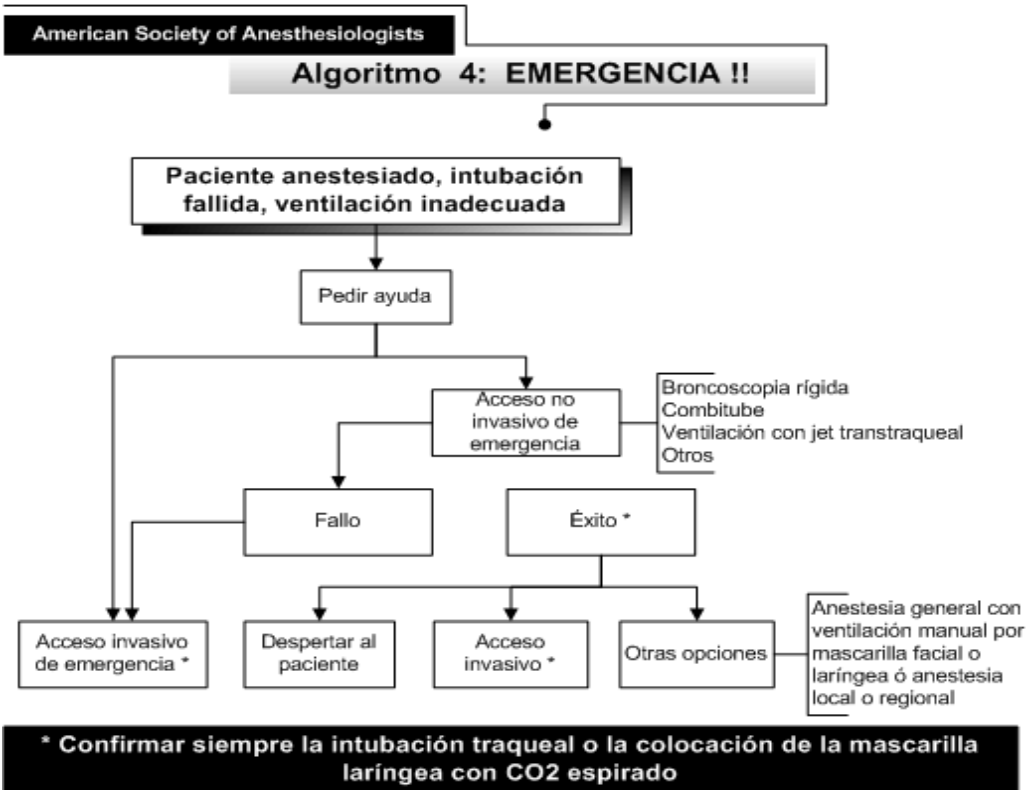 American Society of Anesthesiologists
Algoritmo 4: EMERGENCIA !!
Paciente anestesiado, intubación
fallida, ventilación inadecuada
Pedir ayuda
Acceso no
invasivo de
emergencia
Broncoscopia rígida
Combitube
Ventilación con jet transtraqueal
Otros
Fallo
Éxito *
Acceso invasivo
de emergencia *
Despertar al
paciente
Acceso
invasivo *
Otras opciones
Anestesia general con
ventilación manual por
mascarilla facial o
laríngea ó anestesia
local o regional
* Confirmar siempre la intubación traqueal o la colocación de la mascarilla
laríngea con CO2 espirado